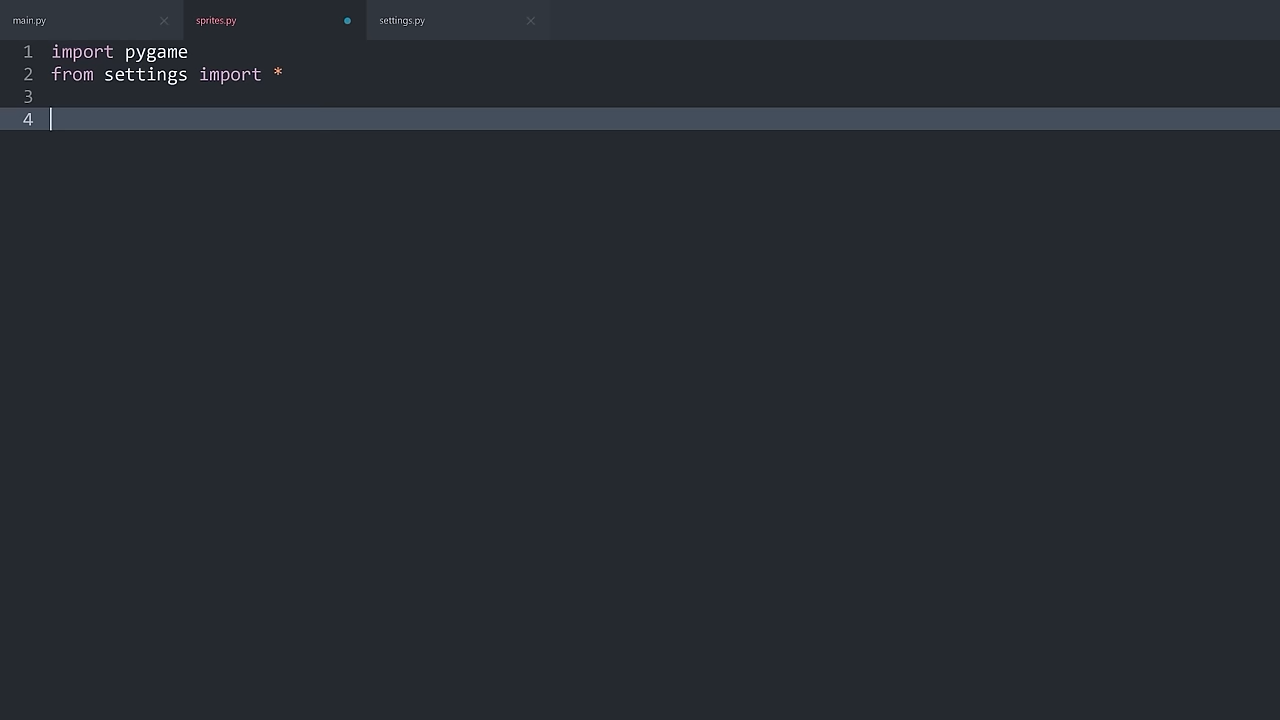 main.py
sprites.py
settings.py
1 import pygame
2 from settings import *
3
4